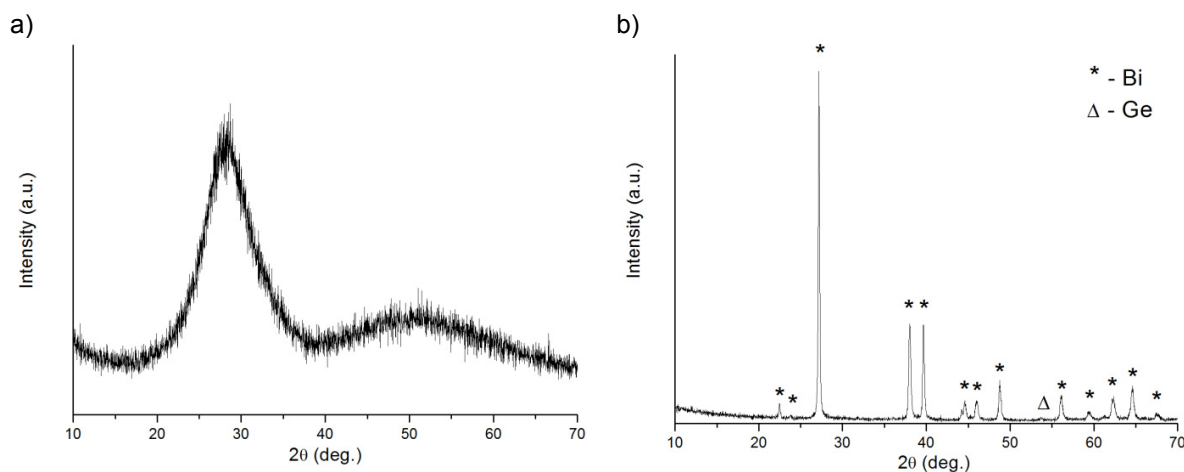 a)
Intensity (a.u.)
10 20 30 40 50 60 70
2θ (deg.)
b)
* - Bi
Δ - Ge
Intensity (a.u.)
* * * * * * * * Δ * * * * *
10 20 30 40 50 60 70
2θ (deg.)